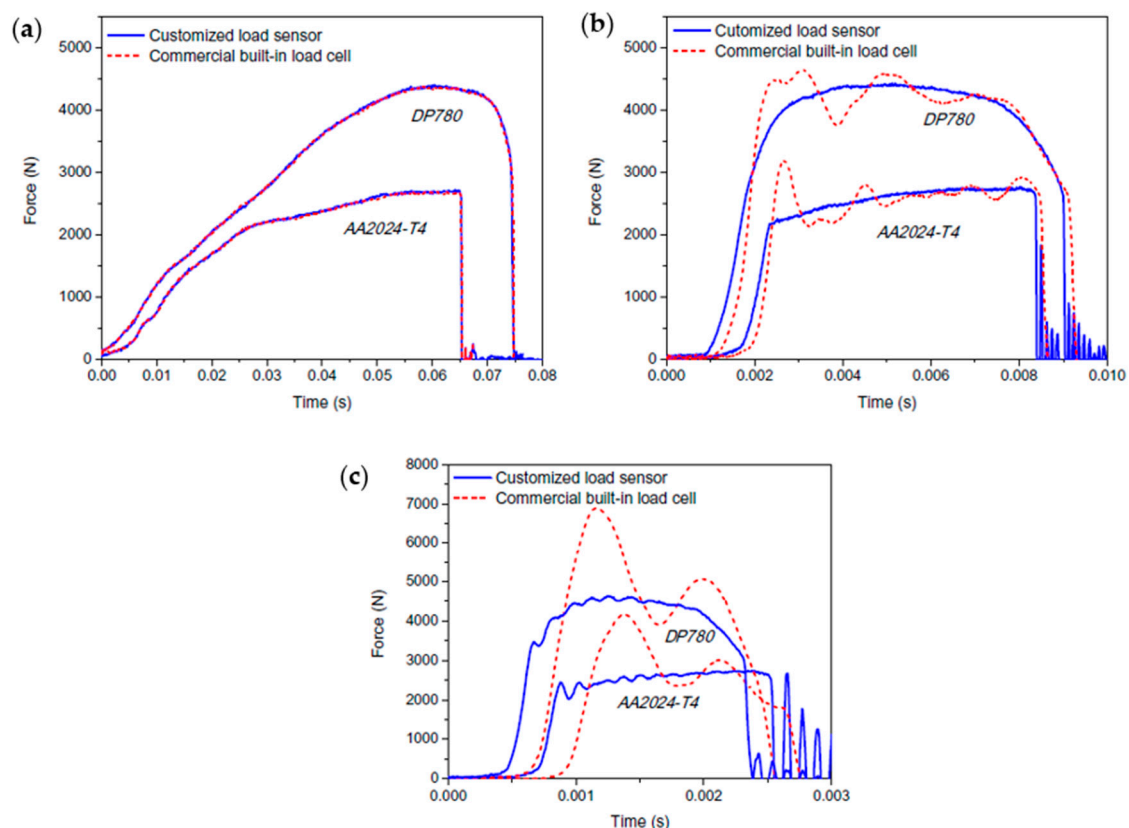 (a)
Customized load sensor
Commercial built-in load cell
5000
4000
3000
2000
1000
0
Force (N)
DP780
AA2024-T4
0.00 0.01 0.02 0.03 0.04 0.05 0.06 0.07 0.08
Time (s)
(b)
Cutomized load sensor
Commercial built-in load cell
5000
4000
3000
2000
1000
0
Force (N)
DP780
AA2024-T4
0.000 0.002 0.004 0.006 0.008 0.010
Time (s)
(c)
Customized load sensor
Commercial built-in load cell
8000
7000
6000
5000
4000
3000
2000
1000
0
Force (N)
DP780
AA2024-T4
0.000 0.001 0.002 0.003
Time (s)